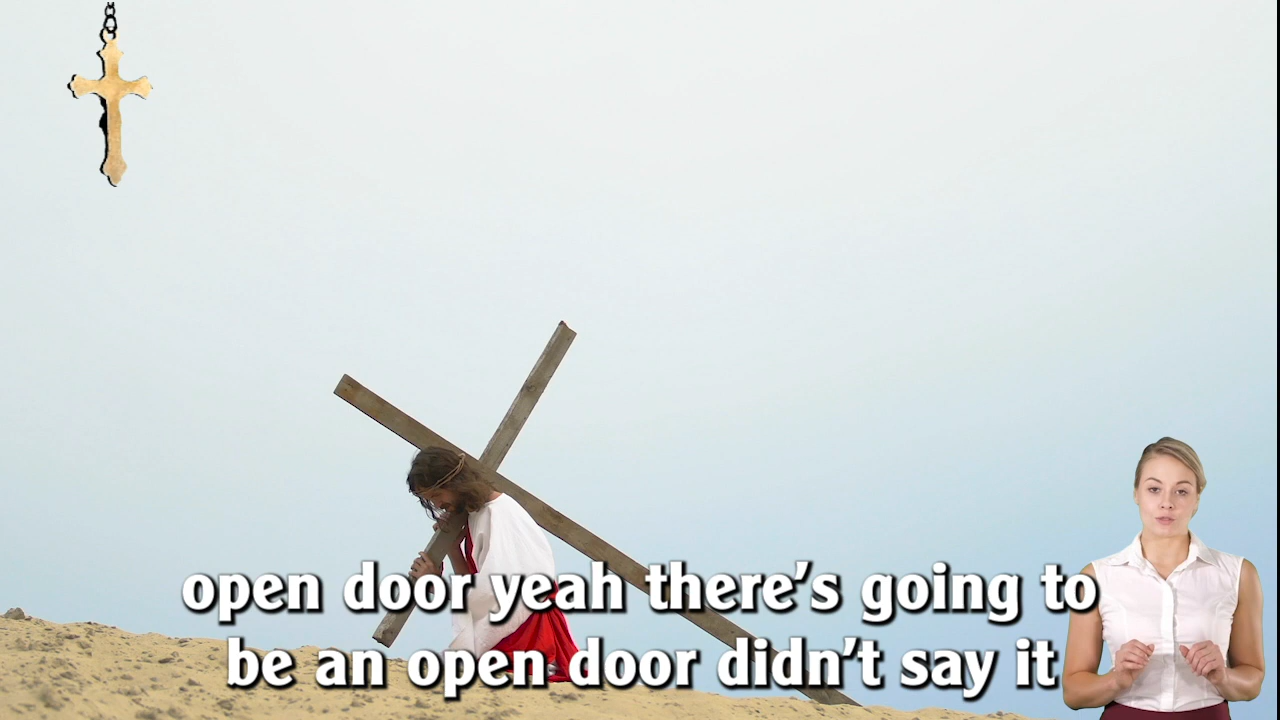 open door yeah there's going to
be an open door didn't say it